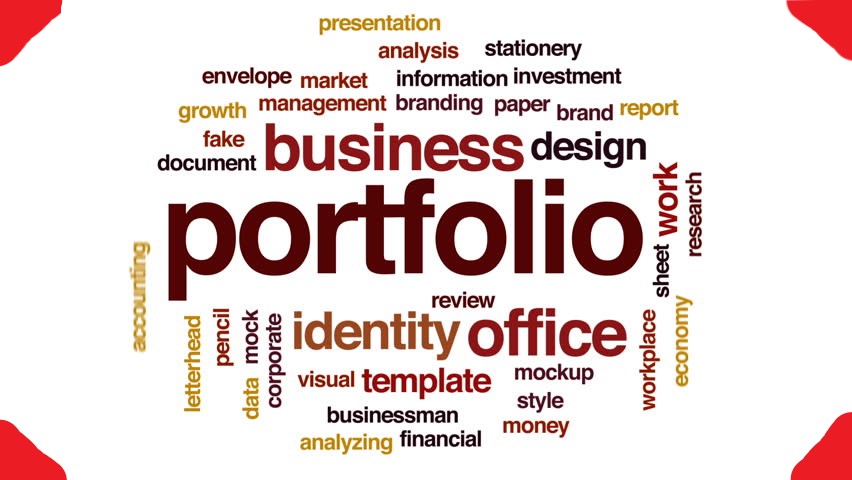 presentation
analysis stationery
envelope market information investment
growth management branding paper brand report
fake business design
document
portfolio
work
research
sheet
accounting
review
identity office
letterhead
pencil
mock
data
corporate
workplace
economy
visual template mockup
style
businessman
money
analyzing financial